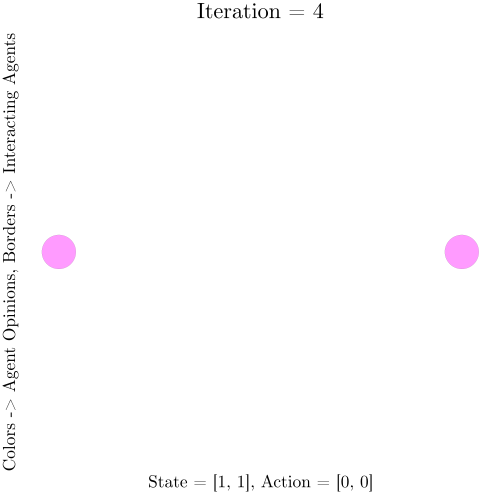 Iteration = 4
Colors -> Agent Opinions, Borders -> Interacting Agents
State = [1, 1], Action = [0, 0]